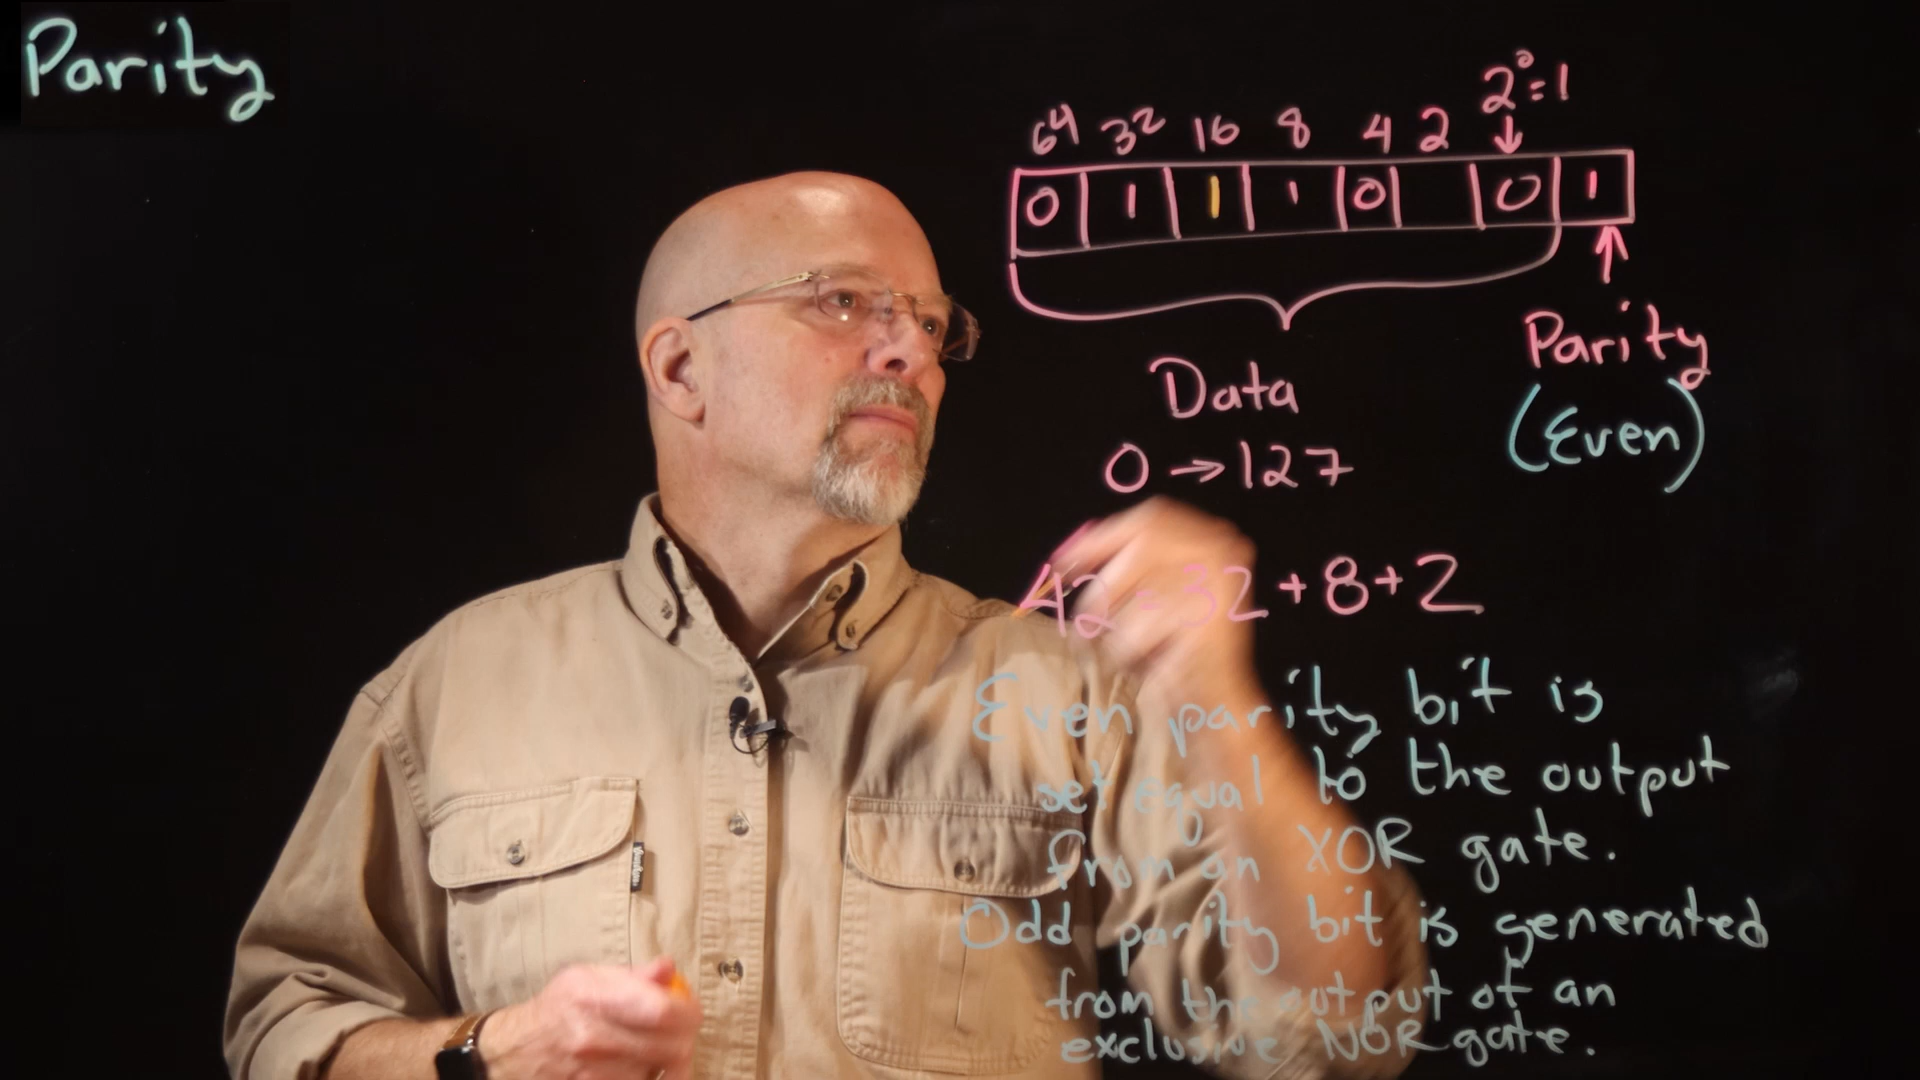 Parity
2⁰=1
64 32 16 8 4 2
0 1 1 1 0 0 1
Parity
(Even)
Data
0→127
42=32+8+2
Even parity bit is
set equal to the output
from an XOR gate.
Odd parity bit is generated
from the output of an
exclusive NOR gate.